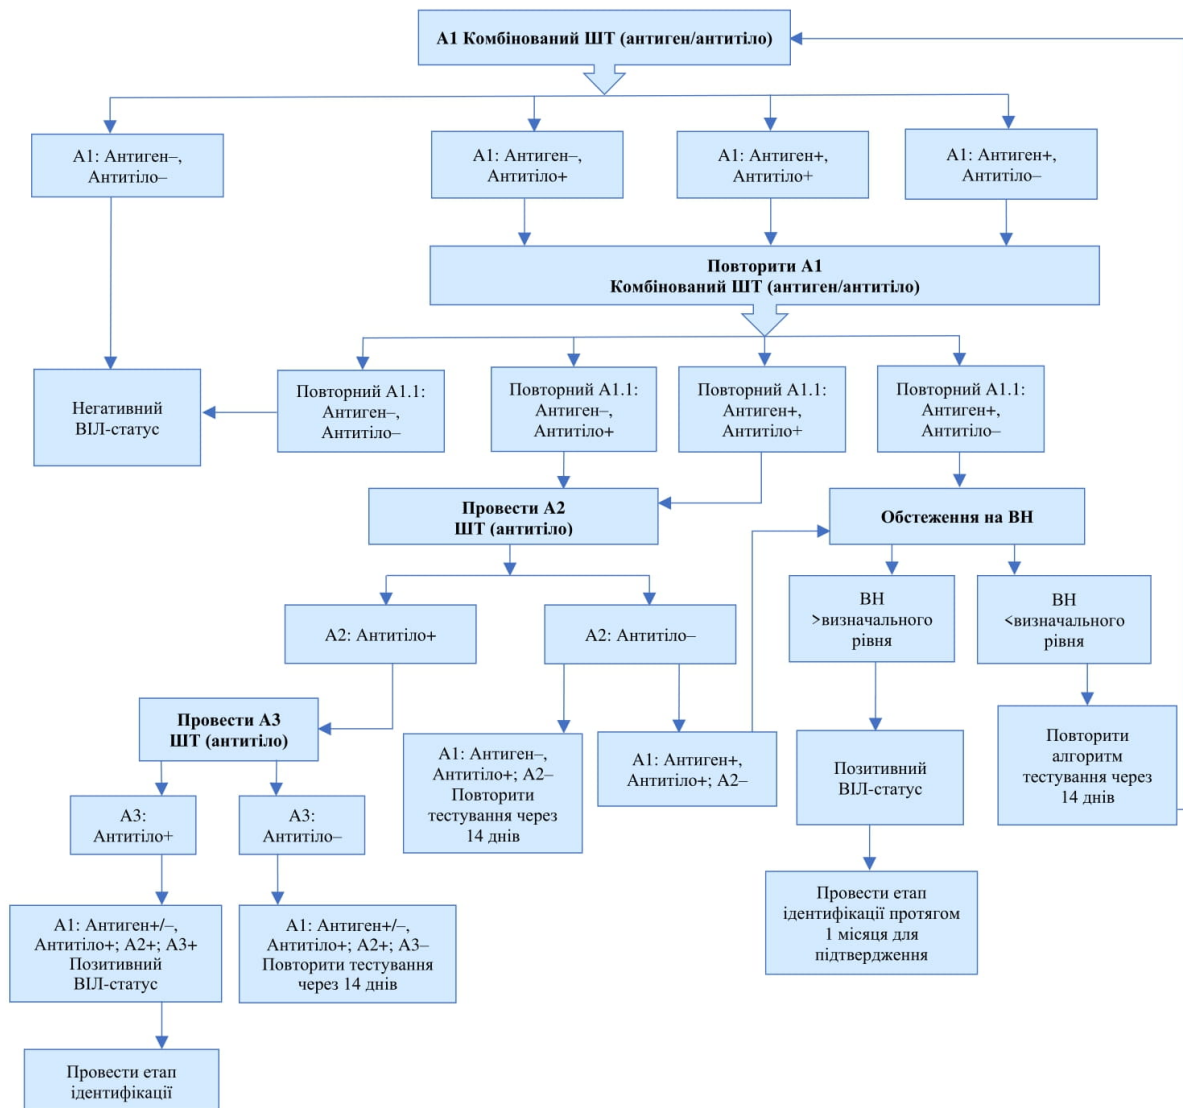 А1 Комбінований ШТ (антиген/антитіло)
А1: Антиген–,
Антитіло–
А1: Антиген–,
Антитіло+
А1: Антиген+,
Антитіло+
А1: Антиген+,
Антитіло–
Повторити А1
Комбінований ШТ (антиген/антитіло)
Негативний
ВІЛ-статус
Повторний А1.1:
Антиген–,
Антитіло–
Повторний А1.1:
Антиген–,
Антитіло+
Повторний А1.1:
Антиген+,
Антитіло+
Повторний А1.1:
Антиген+,
Антитіло–
Провести А2
ШТ (антитіло)
Обстеження на ВН
А2: Антитіло+
А2: Антитіло–
ВН
>визначального
рівня
ВН
<визначального
рівня
Провести А3
ШТ (антитіло)
А1: Антиген–,
Антитіло+; А2–
Повторити
тестування через
14 днів
А1: Антиген+,
Антитіло+; А2–
Позитивний
ВІЛ-статус
Повторити
алгоритм
тестування через
14 днів
А3:
Антитіло+
А3:
Антитіло–
А1: Антиген+/–,
Антитіло+; А2+; А3+
Позитивний
ВІЛ-статус
А1: Антиген+/–,
Антитіло+; А2+; А3–
Повторити тестування
через 14 днів
Провести етап
ідентифікації протягом
1 місяця для
підтвердження
Провести етап
ідентифікації